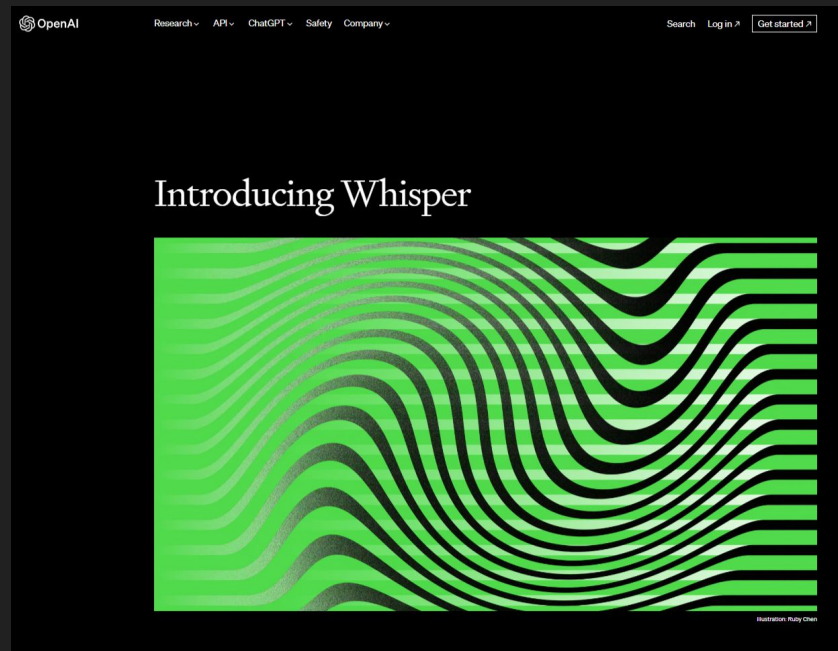 OpenAI Research API ChatGPT Safety Company Search Log in ↗ Get started ↗
Introducing Whisper
Illustration: Ruby Chen